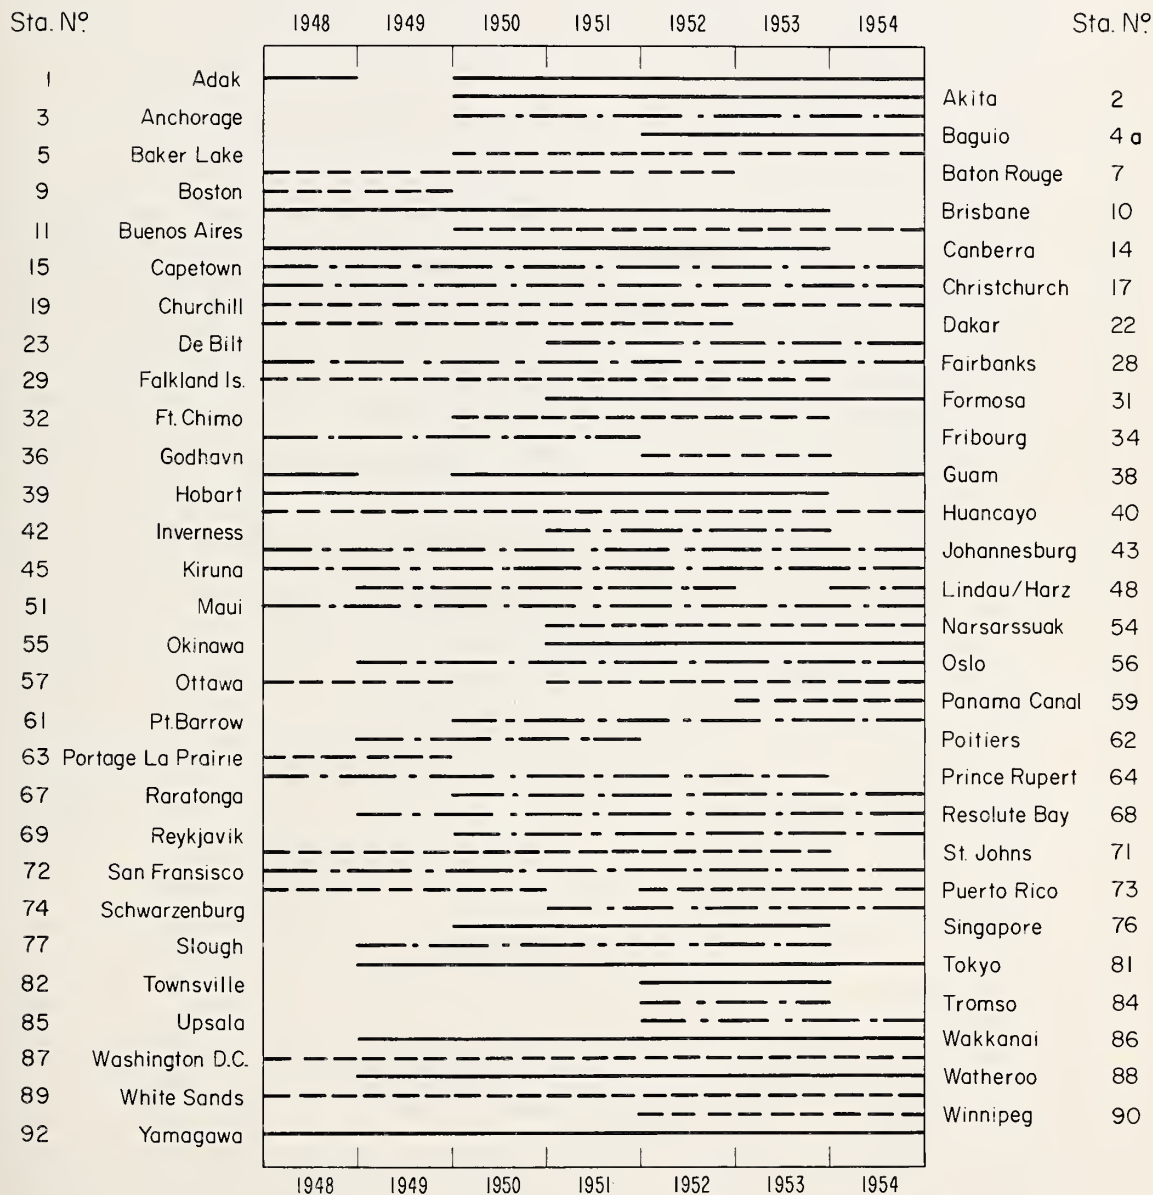 Sta. Nº 1948 1949 1950 1951 1952 1953 1954 Sta. Nº
1 Adak
Akita 2
3 Anchorage
Baguio 4 a
5 Baker Lake
Baton Rouge 7
9 Boston
Brisbane 10
11 Buenos Aires
Canberra 14
15 Capetown
Christchurch 17
19 Churchill
Dakar 22
23 De Bilt
Fairbanks 28
29 Falkland Is.
Formosa 31
32 Ft. Chimo
Fribourg 34
36 Godhavn
Guam 38
39 Hobart
Huancayo 40
42 Inverness
Johannesburg 43
45 Kiruna
Lindau/Harz 48
51 Maui
Narsarssuak 54
55 Okinawa
Oslo 56
57 Ottawa
Panama Canal 59
61 Pt. Barrow
Poitiers 62
63 Portage La Prairie
Prince Rupert 64
67 Raratonga
Resolute Bay 68
69 Reykjavik
St. Johns 71
72 San Fransisco
Puerto Rico 73
74 Schwarzenburg
Singapore 76
77 Slough
Tokyo 81
82 Townsville
Tromso 84
85 Upsala
Wakkanai 86
87 Washington D.C.
Watheroo 88
89 White Sands
Winnipeg 90
92 Yamagawa
1948 1949 1950 1951 1952 1953 1954